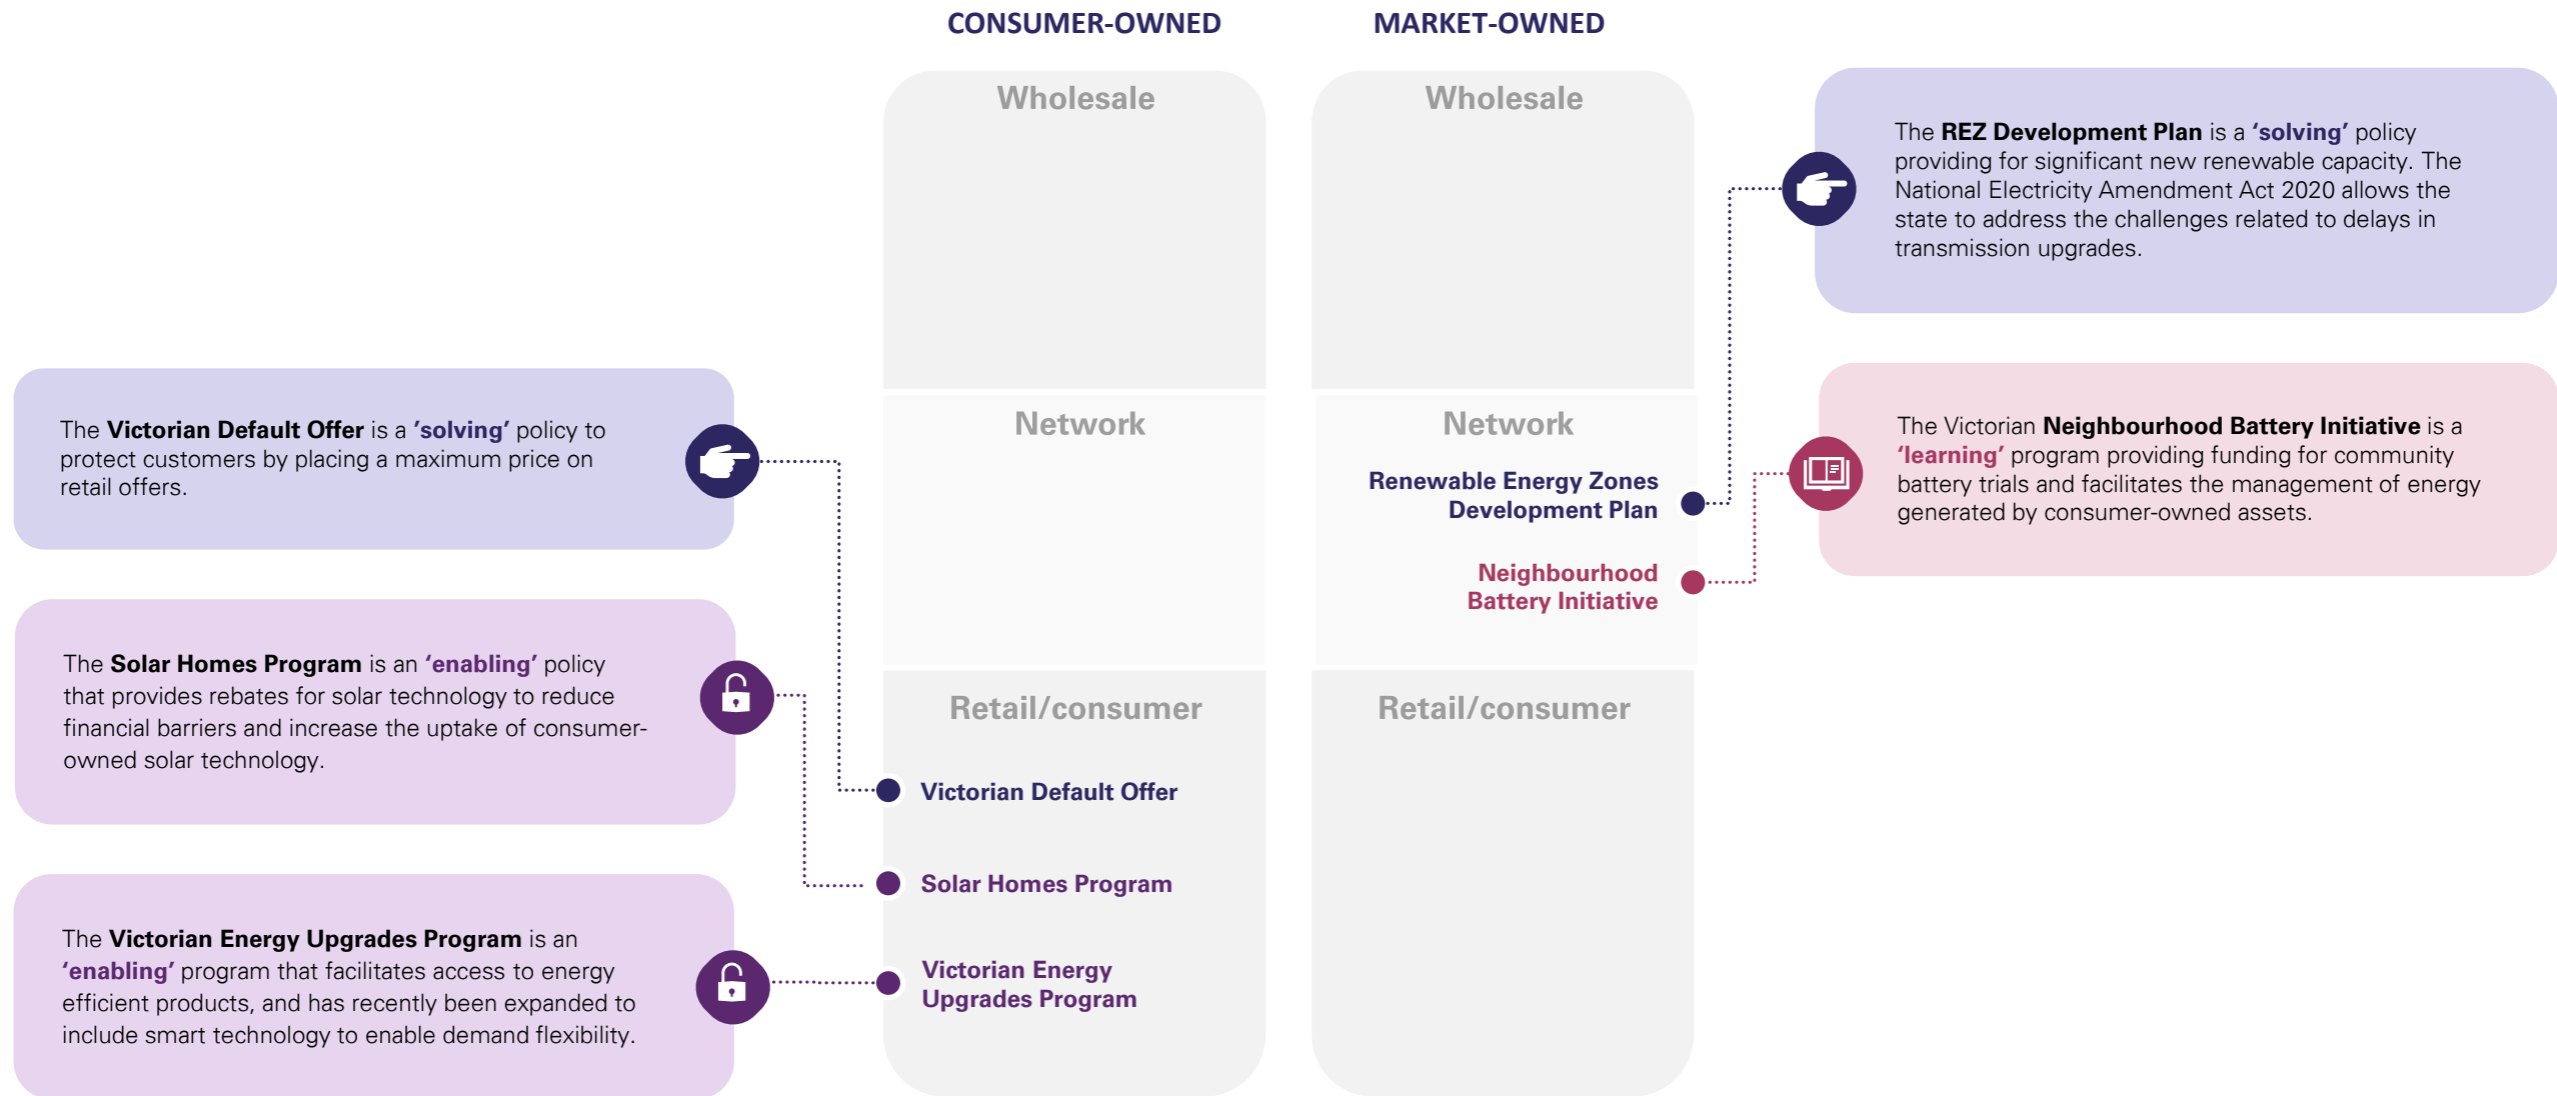 CONSUMER-OWNED
MARKET-OWNED
Wholesale
Wholesale
The REZ Development Plan is a ‘solving’ policy
providing for significant new renewable capacity. The
National Electricity Amendment Act 2020 allows the
state to address the challenges related to delays in
transmission upgrades.
The Victorian Default Offer is a ’solving’ policy to
protect customers by placing a maximum price on
retail offers.
Network
Network
Renewable Energy Zones
Development Plan
Neighbourhood
Battery Initiative
The Victorian Neighbourhood Battery Initiative is a
‘learning’ program providing funding for community
battery trials and facilitates the management of energy
generated by consumer-owned assets.
The Solar Homes Program is an ‘enabling’ policy
that provides rebates for solar technology to reduce
financial barriers and increase the uptake of consumer-
owned solar technology.
Retail/consumer
Retail/consumer
Victorian Default Offer
Solar Homes Program
Victorian Energy
Upgrades Program
The Victorian Energy Upgrades Program is an
‘enabling’ program that facilitates access to energy
efficient products, and has recently been expanded to
include smart technology to enable demand flexibility.